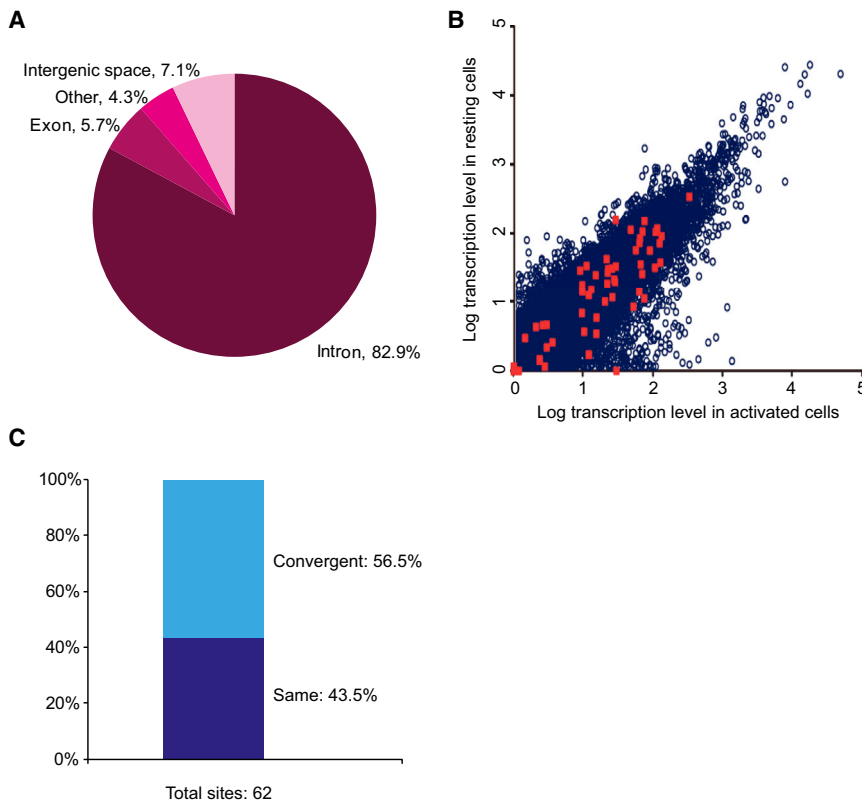 A
Intergenic space, 7.1%
Other, 4.3%
Exon, 5.7%
Intron, 82.9%
B
Log transcription level in resting cells
5
4
3
2
1
0
0 1 2 3 4 5
Log transcription level in activated cells
C
100%
80%
60%
40%
20%
0%
Convergent: 56.5%
Same: 43.5%
Total sites: 62